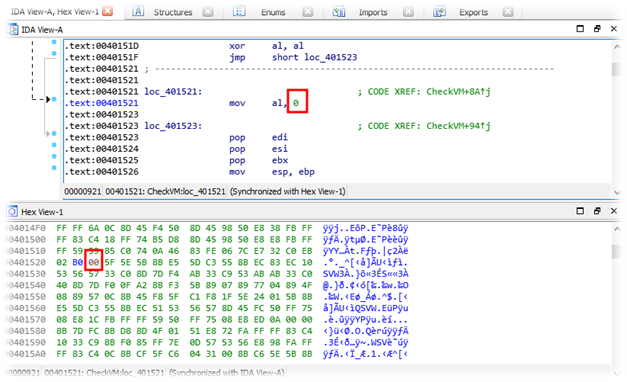 IDA View-A, Hex View-1 Structures Enums Imports Exports
IDA View-A
.text:0040151D xor al, al
.text:0040151F jmp short loc_401523
.text:00401521 ; ---------------------------------------------------------------------------
.text:00401521
.text:00401521 loc_401521: ; CODE XREF: CheckVM+8A↑j
.text:00401521 mov al, 0
.text:00401523
.text:00401523 loc_401523: ; CODE XREF: CheckVM+94↑j
.text:00401523 pop edi
.text:00401524 pop esi
.text:00401525 pop ebx
.text:00401526 mov esp, ebp
00000921 00401521: CheckVM:loc_401521 (Synchronized with Hex View-1)
Hex View-1
004014F0 FF FF 6A 0C 8D 45 F4 50 8D 45 98 50 E8 38 FB FF ÿÿj..EôP.E˜Pè8ûÿ
00401500 FF 83 C4 18 FF 74 B5 D8 8D 45 98 50 E8 E8 FB FF ÿƒÄ.ÿtµØ.E˜Pèèûÿ
00401510 FF 59 59 85 C0 74 0A 46 83 FE 06 7C E7 32 C0 EB ÿYY…Àt.Fƒþ.|ç2Àë
00401520 02 B0 00 5F 5E 5B 8B E5 5D C3 55 8B EC 83 EC 10 .°._^[‹å]ÃU‹ìƒì.
00401530 53 56 57 33 C0 8D 7D F4 AB 33 C9 53 AB AB 33 C0 SVW3À.}ô«3ÉS««3À
00401540 40 8D 7D F0 0F A2 8B F3 5B 89 07 89 77 04 89 4F @.}ð.¢‹ó[‰.‰w.‰O
00401550 08 89 57 0C 8B 45 F8 5F C1 F8 1F 5E 24 01 5B 8B .‰W.‹Eø_Áø.^$.[‹
00401560 E5 5D C3 55 8B EC 51 53 56 57 8D 45 FC 50 FF 75 å]ÃU‹ìQSVW.EüPÿu
00401570 08 E8 1C FB FF FF 59 50 FF 75 08 E8 ED 0A 00 00 .è.ûÿÿYPÿu.èí...
00401580 8B 7D FC 8B D8 8D 4F 01 51 E8 72 FA FF FF 83 C4 ‹}ü‹Ø.O.QèrúÿÿƒÄ
00401590 10 33 C9 8B F0 85 FF 7E 0D 57 53 56 E8 98 FA FF .3É‹ð…ÿ~.WSVè˜úÿ
004015A0 FF 83 C4 0C 8B CF 5F C6 04 31 00 8B C6 5E 5B 8B ÿƒÄ.‹Ï_Æ.1.‹Æ^[‹
00000921 00401521: CheckVM:loc_401521 (Synchronized with IDA View-A)